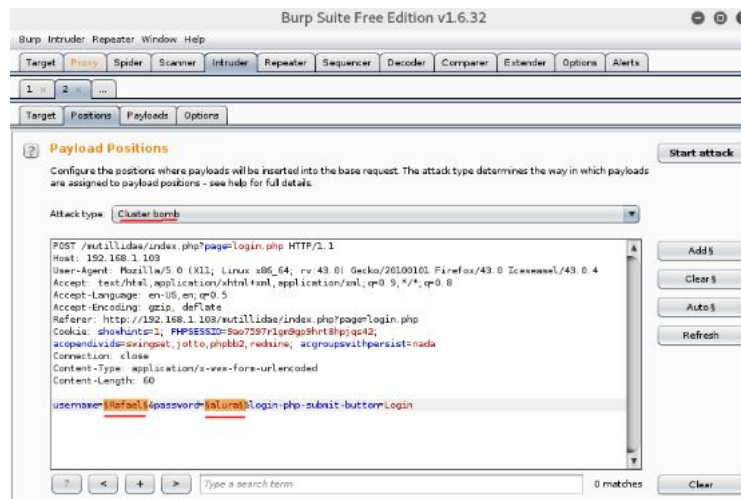 Burp Suite Free Edition v1.6.32
Burp Intruder Repeater Window Help
Target Proxy Spider Scanner Intruder Repeater Sequencer Decoder Comparer Extender Options Alerts
1 × 2 × ...
Target Positions Payloads Options
? Payload Positions
Start attack
Configure the positions where payloads will be inserted into the base request. The attack type determines the way in which payloads
are assigned to payload positions - see help for full details.
Attack type: Cluster bomb
POST /mutillidae/index.php?page=login.php HTTP/1.1
Host: 192.168.1.103
User-Agent: Mozilla/5.0 (X11; Linux x86_64; rv:43.0) Gecko/20100101 Firefox/43.0 Iceweasel/43.0.4
Accept: text/html,application/xhtml+xml,application/xml;q=0.9,*/*;q=0.8
Accept-Language: en-US,en;q=0.5
Accept-Encoding: gzip, deflate
Referer: http://192.168.1.103/mutillidae/index.php?page=login.php
Cookie: showhints=1; PHPSESSID=9ao7597r1gm9gp9hrt8hpjqs42;
acopendivids=swingset,jotto,phpbb2,redmine; acgroupswithpersist=nada
Connection: close
Content-Type: application/x-www-form-urlencoded
Content-Length: 60
username=§Rafael§&password=§alura§&login-php-submit-button=Login
Add §
Clear §
Auto §
Refresh
? < + > Type a search term 0 matches Clear